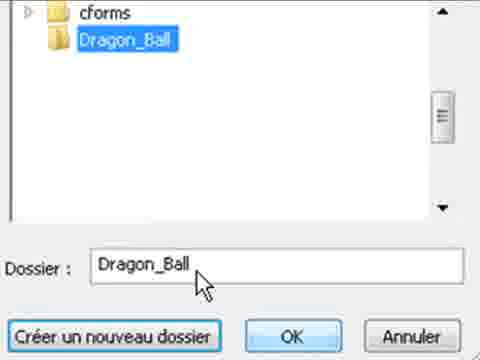 cforms
Dragon_Ball
Dossier : Dragon_Ball
Créer un nouveau dossier OK Annuler